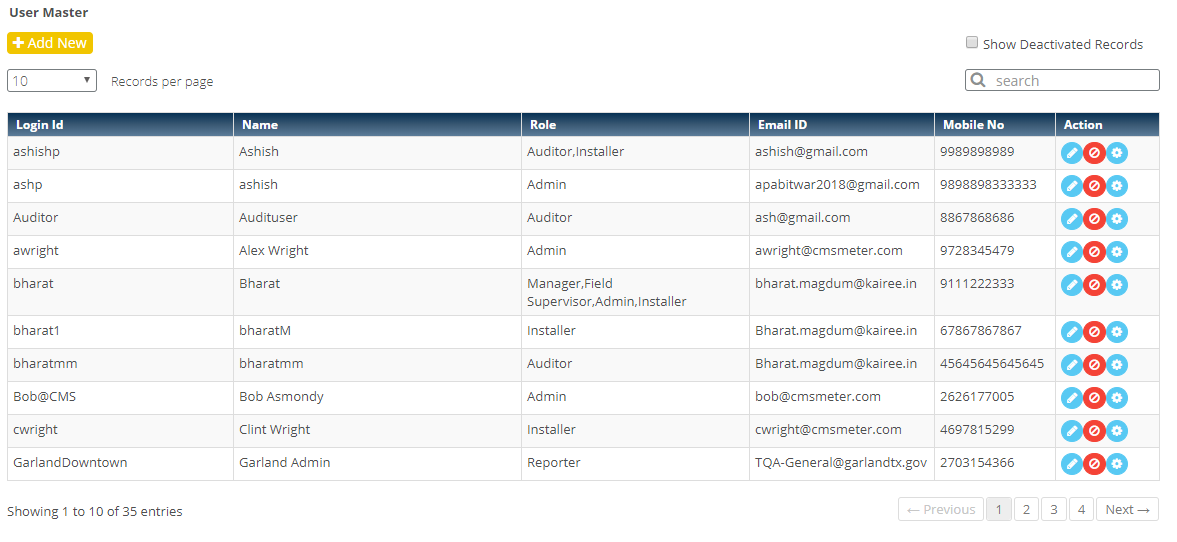 User Master
+ Add New
Show Deactivated Records
10 Records per page
search
Login Id Name Role Email ID Mobile No Action
ashishp Ashish Auditor,Installer ashish@gmail.com 9989898989
ashp ashish Admin apabitwar2018@gmail.com 9898898333333
Auditor Audituser Auditor ash@gmail.com 8867868686
awright Alex Wright Admin awright@cmsmeter.com 9728345479
bharat Bharat Manager,Field bharat.magdum@kairee.in 9111222333
Supervisor,Admin,Installer
bharat1 bharatM Installer Bharat.magdum@kairee.in 67867867867
bharatmm bharatmm Auditor Bharat.magdum@kairee.in 45645645645645
Bob@CMS Bob Asmondy Admin bob@cmsmeter.com 2626177005
cwright Clint Wright Installer cwright@cmsmeter.com 4697815299
GarlandDowntown Garland Admin Reporter TQA-General@garlandtx.gov 2703154366
Showing 1 to 10 of 35 entries
← Previous 1 2 3 4 Next →